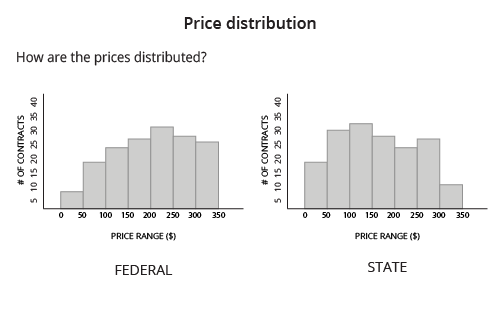 Price distribution
How are the prices distributed?
# OF CONTRACTS
5 10 15 20 25 30 35 40
0 50 100 150 200 250 300 350
PRICE RANGE ($)
FEDERAL
# OF CONTRACTS
5 10 15 20 25 30 35 40
0 50 100 150 200 250 300 350
PRICE RANGE ($)
STATE